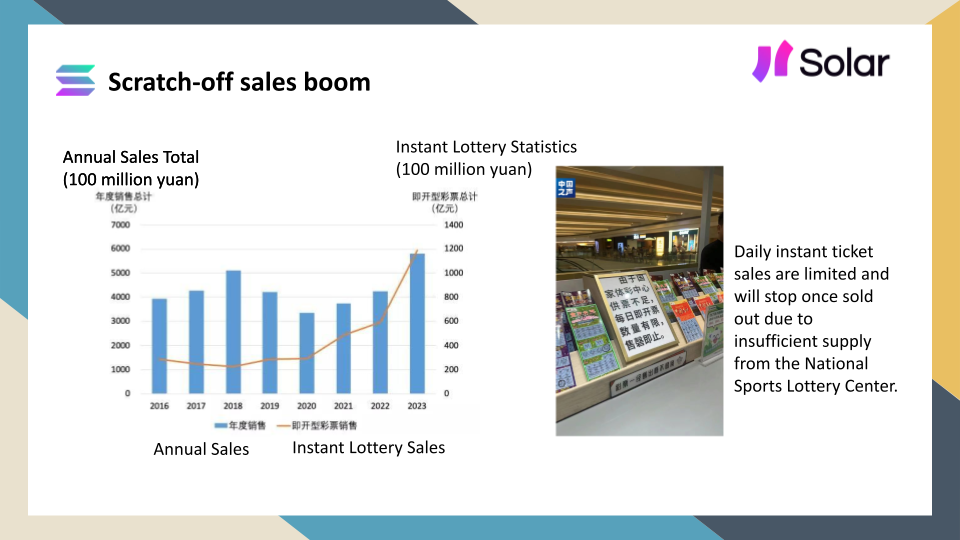 Scratch-off sales boom
Solar
Annual Sales Total
(100 million yuan)
Instant Lottery Statistics
(100 million yuan)
年度销售总计
(亿元)
即开型彩票总计
(亿元)
7000
6000
5000
4000
3000
2000
1000
0
1400
1200
1000
800
600
400
200
0
2016 2017 2018 2019 2020 2021 2022 2023
年度销售 即开型彩票销售
Annual Sales
Instant Lottery Sales
中国
之声
由于国
家体彩中心
供票不足,
每日即开票
数量有限,
售罄即止。
Daily instant ticket
sales are limited and
will stop once sold
out due to
insufficient supply
from the National
Sports Lottery Center.